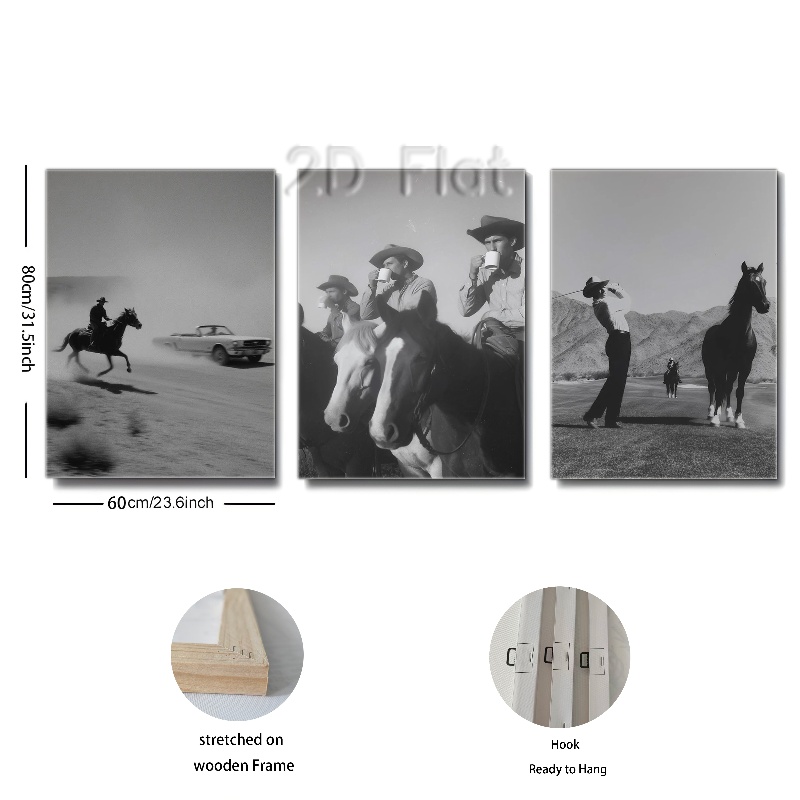 2D Flat
80cm/31.5inch
60cm/23.6inch
stretched on
wooden Frame
Hook
Ready to Hang